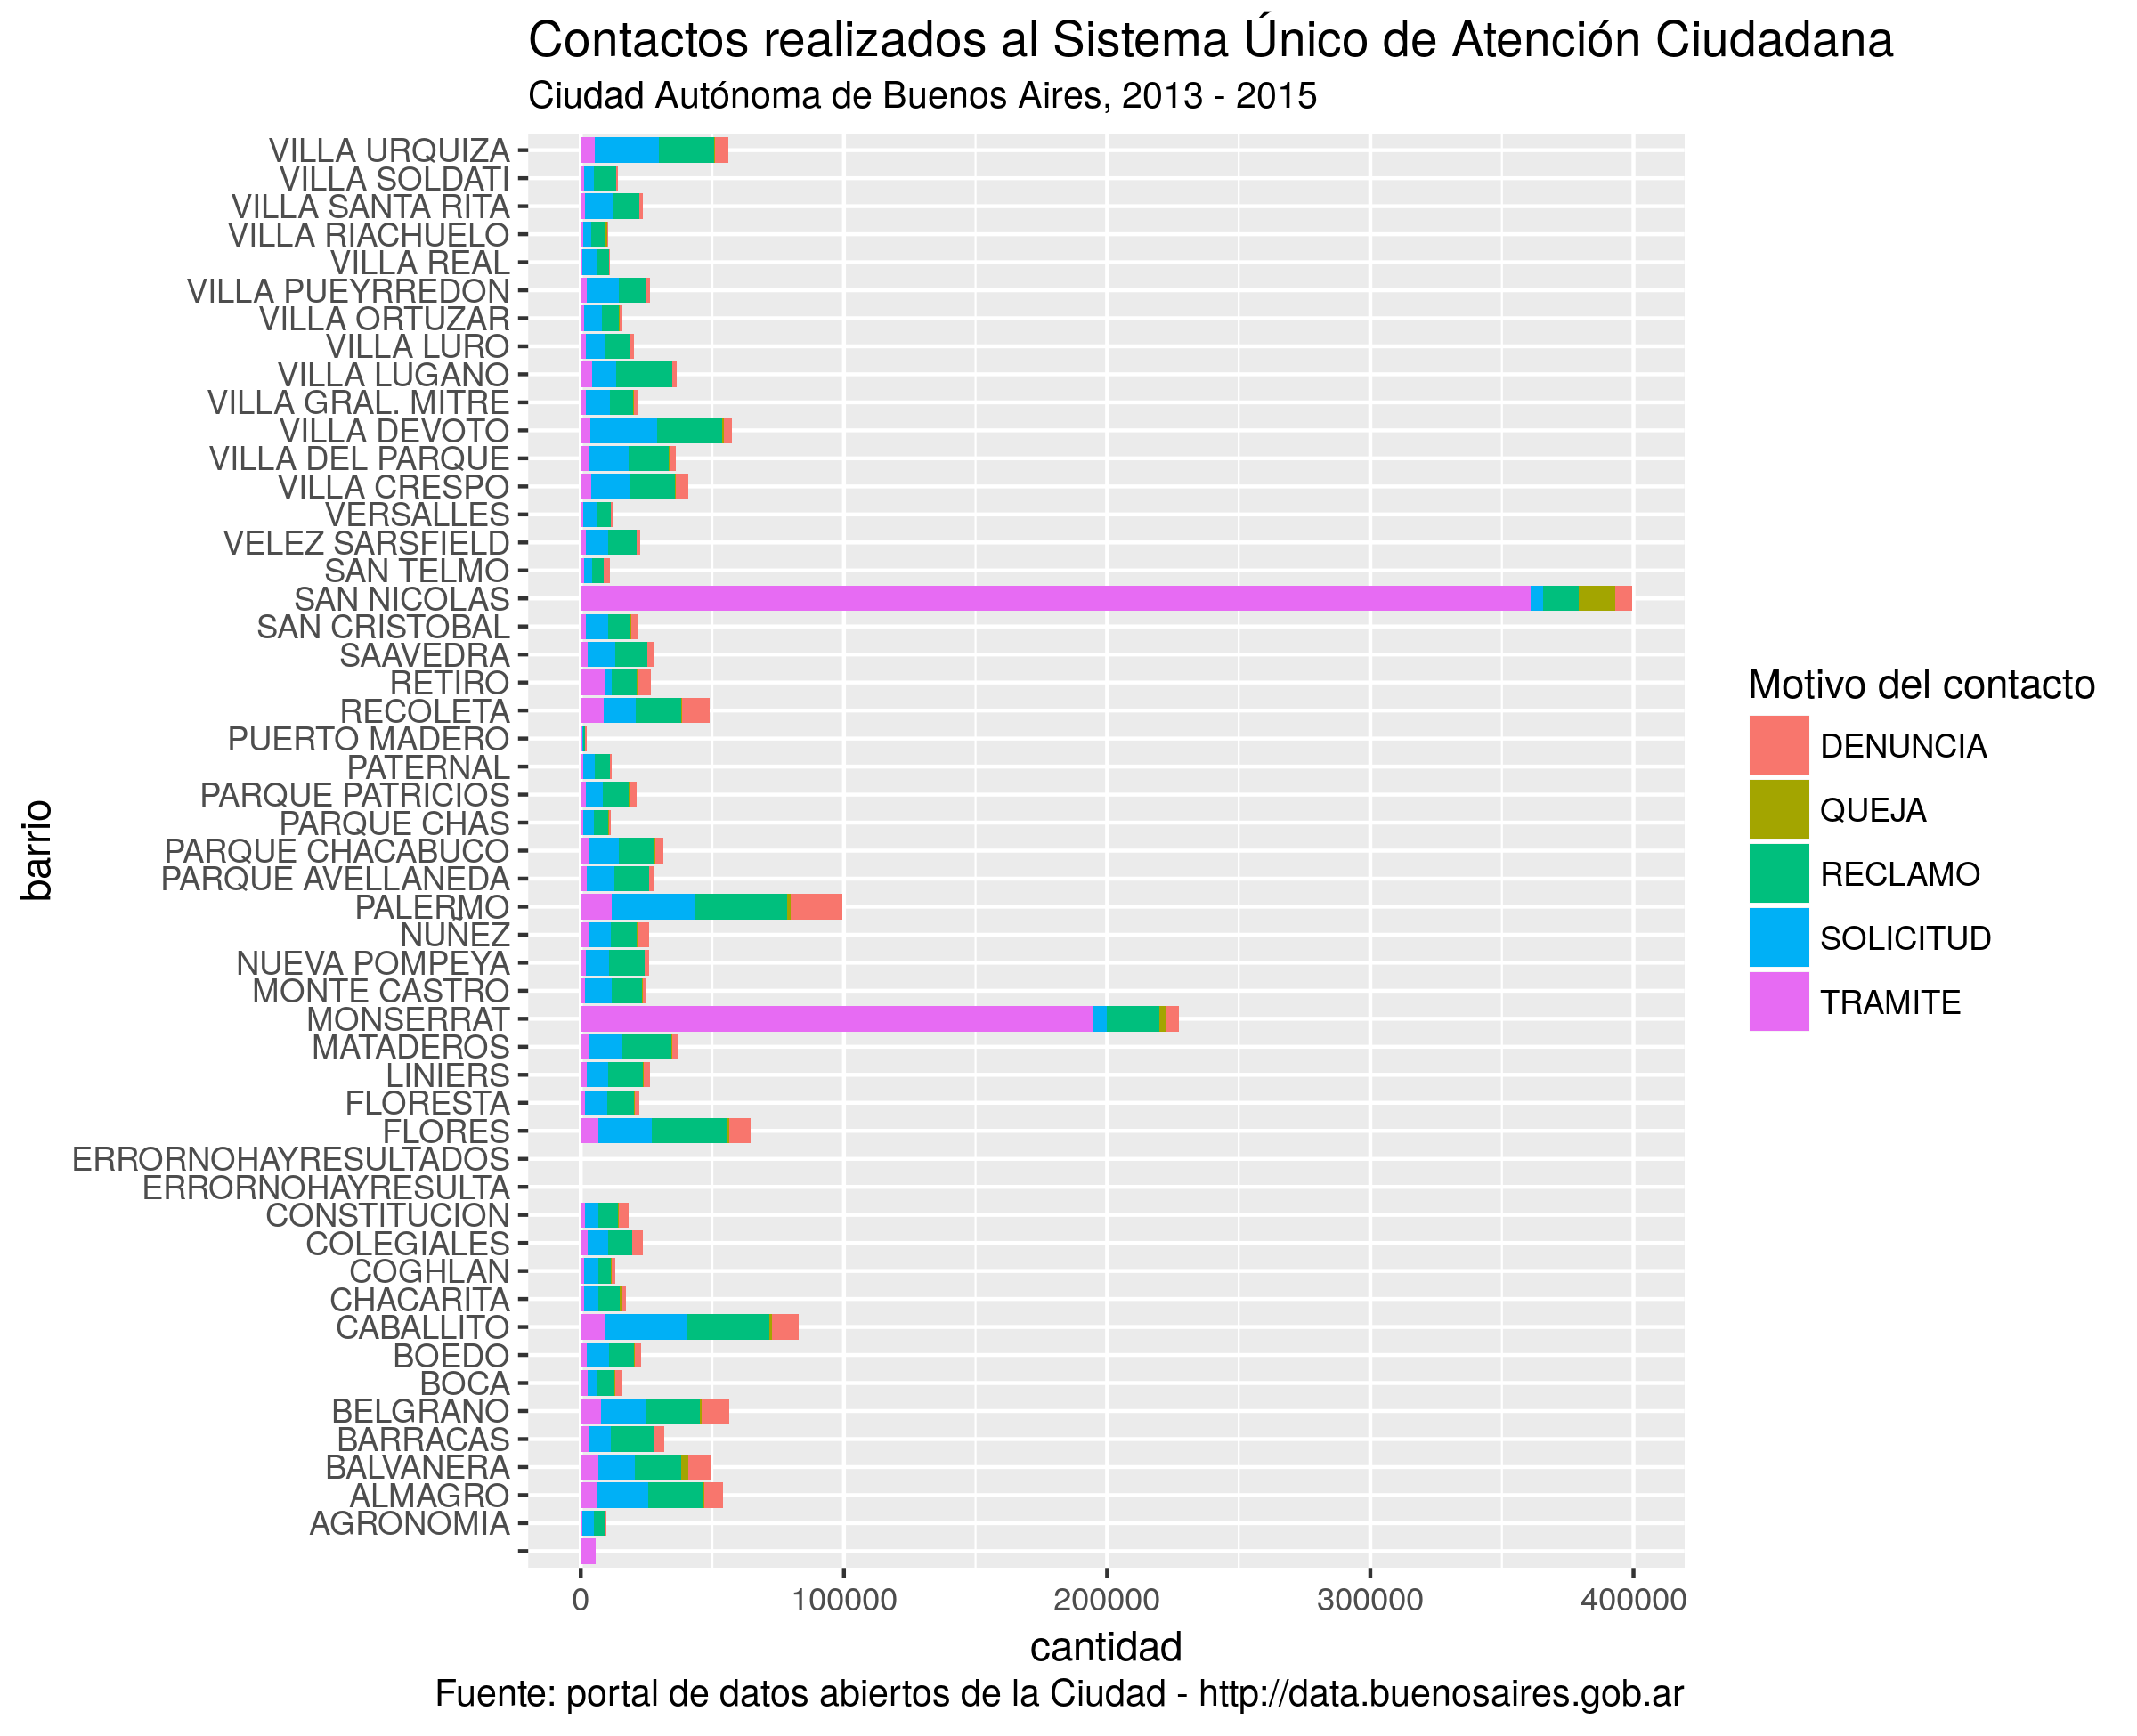 Contactos realizados al Sistema Único de Atención Ciudadana
Ciudad Autónoma de Buenos Aires, 2013 - 2015
barrio
VILLA URQUIZA
VILLA SOLDATI
VILLA SANTA RITA
VILLA RIACHUELO
VILLA REAL
VILLA PUEYRREDON
VILLA ORTUZAR
VILLA LURO
VILLA LUGANO
VILLA GRAL. MITRE
VILLA DEVOTO
VILLA DEL PARQUE
VILLA CRESPO
VERSALLES
VELEZ SARSFIELD
SAN TELMO
SAN NICOLAS
SAN CRISTOBAL
SAAVEDRA
RETIRO
RECOLETA
PUERTO MADERO
PATERNAL
PARQUE PATRICIOS
PARQUE CHAS
PARQUE CHACABUCO
PARQUE AVELLANEDA
PALERMO
NUÑEZ
NUEVA POMPEYA
MONTE CASTRO
MONSERRAT
MATADEROS
LINIERS
FLORESTA
FLORES
ERRORNOHAYRESULTADOS
ERRORNOHAYRESULTA
CONSTITUCION
COLEGIALES
COGHLAN
CHACARITA
CABALLITO
BOEDO
BOCA
BELGRANO
BARRACAS
BALVANERA
ALMAGRO
AGRONOMIA
0 100000 200000 300000 400000
cantidad
Fuente: portal de datos abiertos de la Ciudad - http://data.buenosaires.gob.ar
Motivo del contacto
DENUNCIA
QUEJA
RECLAMO
SOLICITUD
TRAMITE